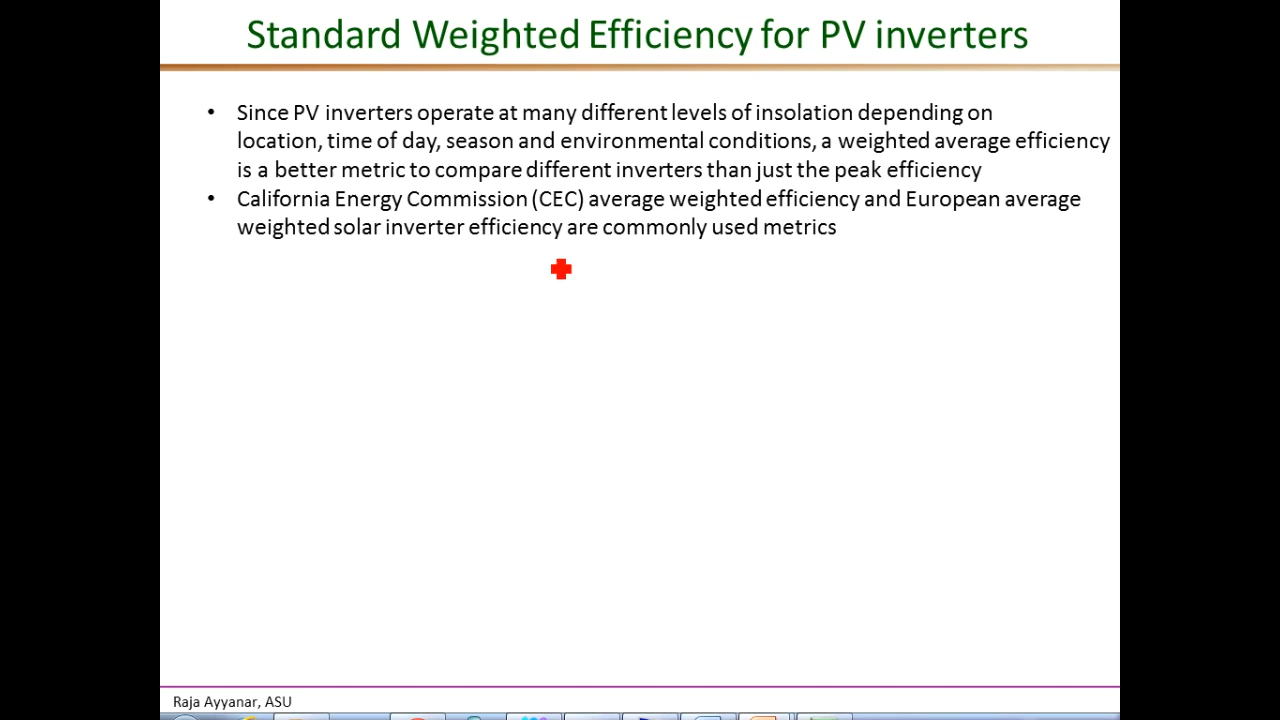 Standard Weighted Efficiency for PV inverters
• Since PV inverters operate at many different levels of insolation depending on
location, time of day, season and environmental conditions, a weighted average efficiency
is a better metric to compare different inverters than just the peak efficiency
• California Energy Commission (CEC) average weighted efficiency and European average
weighted solar inverter efficiency are commonly used metrics
Raja Ayyanar, ASU